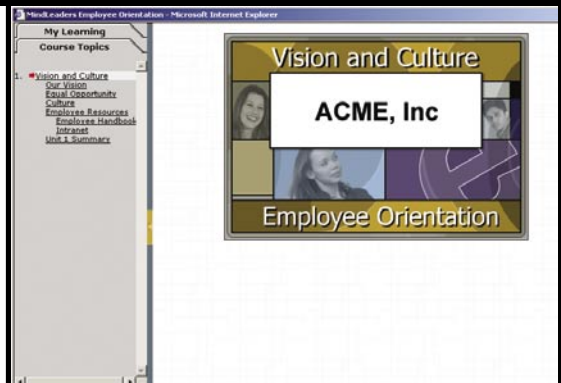 MindLeaders Employee Orientation - Microsoft Internet Explorer
My Learning
Course Topics
1. Vision and Culture
Our Vision
Equal Opportunity
Culture
Employee Resources
Employee Handbook
Intranet
Unit 1 Summary
Vision and Culture
ACME, Inc
Employee Orientation